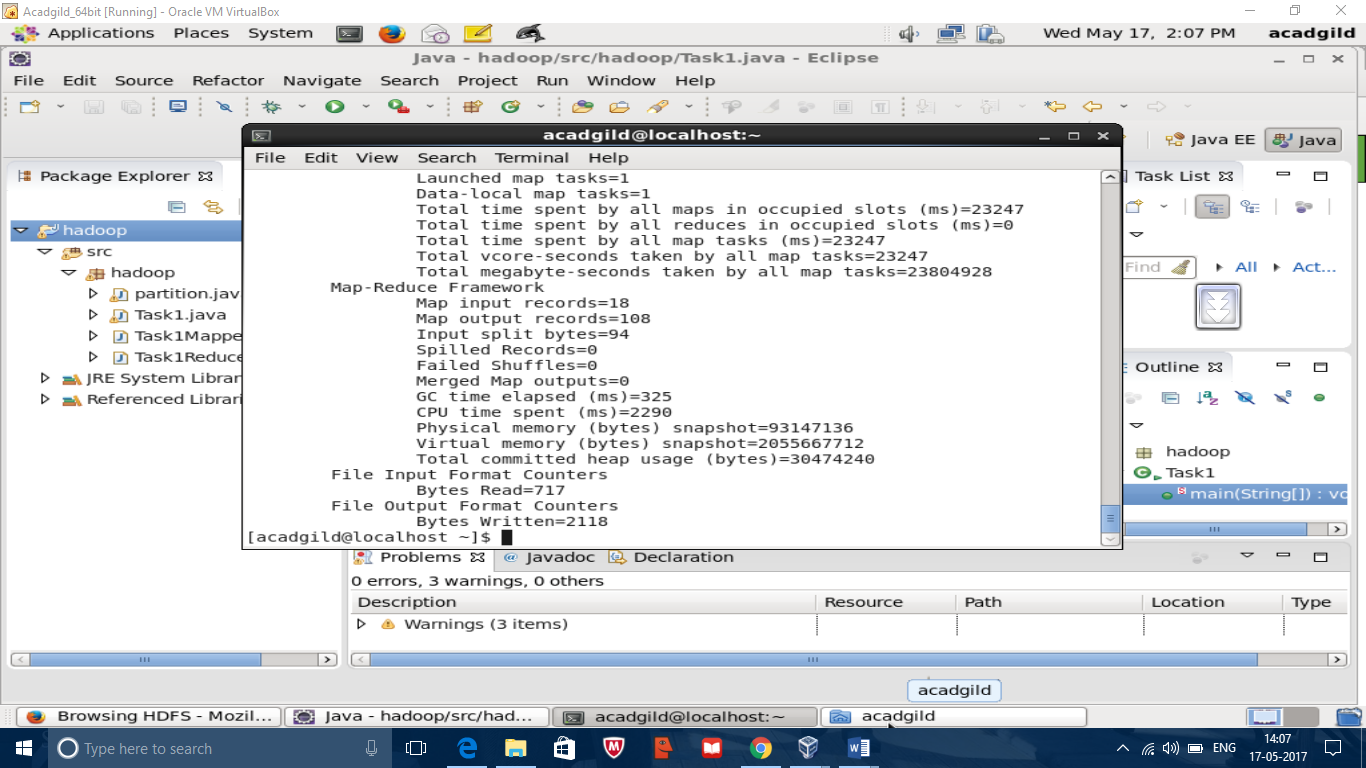 Acadgild_64bit [Running] - Oracle VM VirtualBox
Applications Places System Wed May 17, 2:07 PM acadgild
Java - hadoop/src/hadoop/Task1.java - Eclipse
File Edit Source Refactor Navigate Search Project Run Window Help
acadgild@localhost:~
Java EE Java
File Edit View Search Terminal Help
Package Explorer
Task List
Launched map tasks=1
Data-local map tasks=1
Total time spent by all maps in occupied slots (ms)=23247
Total time spent by all reduces in occupied slots (ms)=0
Total time spent by all map tasks (ms)=23247
Total vcore-seconds taken by all map tasks=23247
Total megabyte-seconds taken by all map tasks=23804928
Map-Reduce Framework
Map input records=18
Map output records=108
Input split bytes=94
Spilled Records=0
Failed Shuffles=0
Merged Map outputs=0
GC time elapsed (ms)=325
CPU time spent (ms)=2290
Physical memory (bytes) snapshot=93147136
Virtual memory (bytes) snapshot=2055667712
Total committed heap usage (bytes)=30474240
File Input Format Counters
Bytes Read=717
File Output Format Counters
Bytes Written=2118
[acadgild@localhost ~]$
hadoop
src
hadoop
partition.jav
Task1.java
Task1Mappe
Task1Reduce
JRE System Librar
Referenced Librari
Find All Act...
Outline
hadoop
Task1
main(String[]) : vo
Problems @ Javadoc Declaration
0 errors, 3 warnings, 0 others
Description Resource Path Location Type
Warnings (3 items)
acadgild
Browsing HDFS - Mozil... Java - hadoop/src/had... acadgild@localhost:~ acadgild
Type here to search
ENG
14:07
17-05-2017